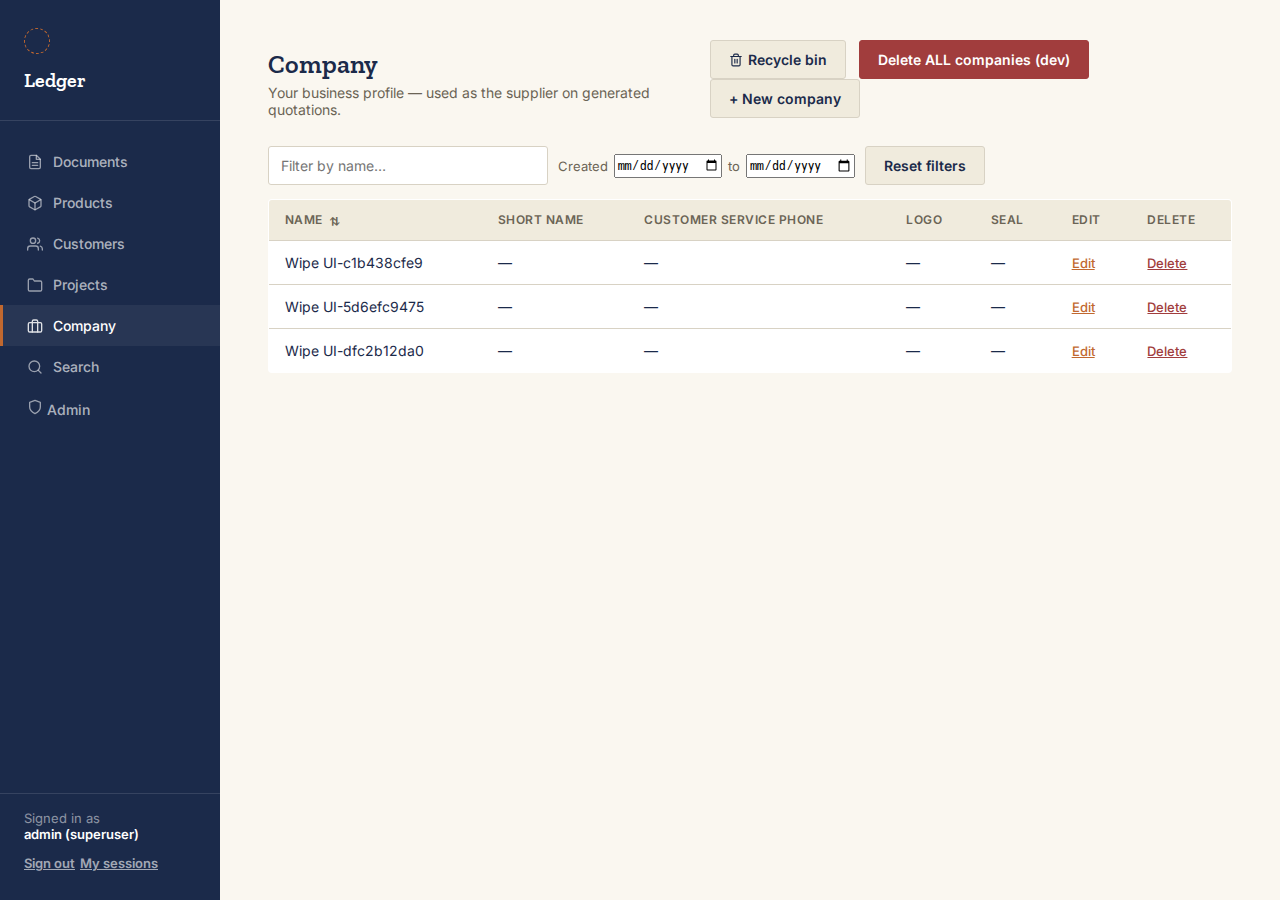 Ledger
Documents
Products
Customers
Projects
Company
Search
Admin
Signed in as
admin (superuser)
Sign out My sessions
Company
Your business profile — used as the supplier on generated
quotations.
Recycle bin
Delete ALL companies (dev)
+ New company
Filter by name...
Created mm/dd/yyyy to mm/dd/yyyy Reset filters
NAME ⇅ SHORT NAME CUSTOMER SERVICE PHONE LOGO SEAL EDIT DELETE
Wipe UI-c1b438cfe9 — — — — Edit Delete
Wipe UI-5d6efc9475 — — — — Edit Delete
Wipe UI-dfc2b12da0 — — — — Edit Delete